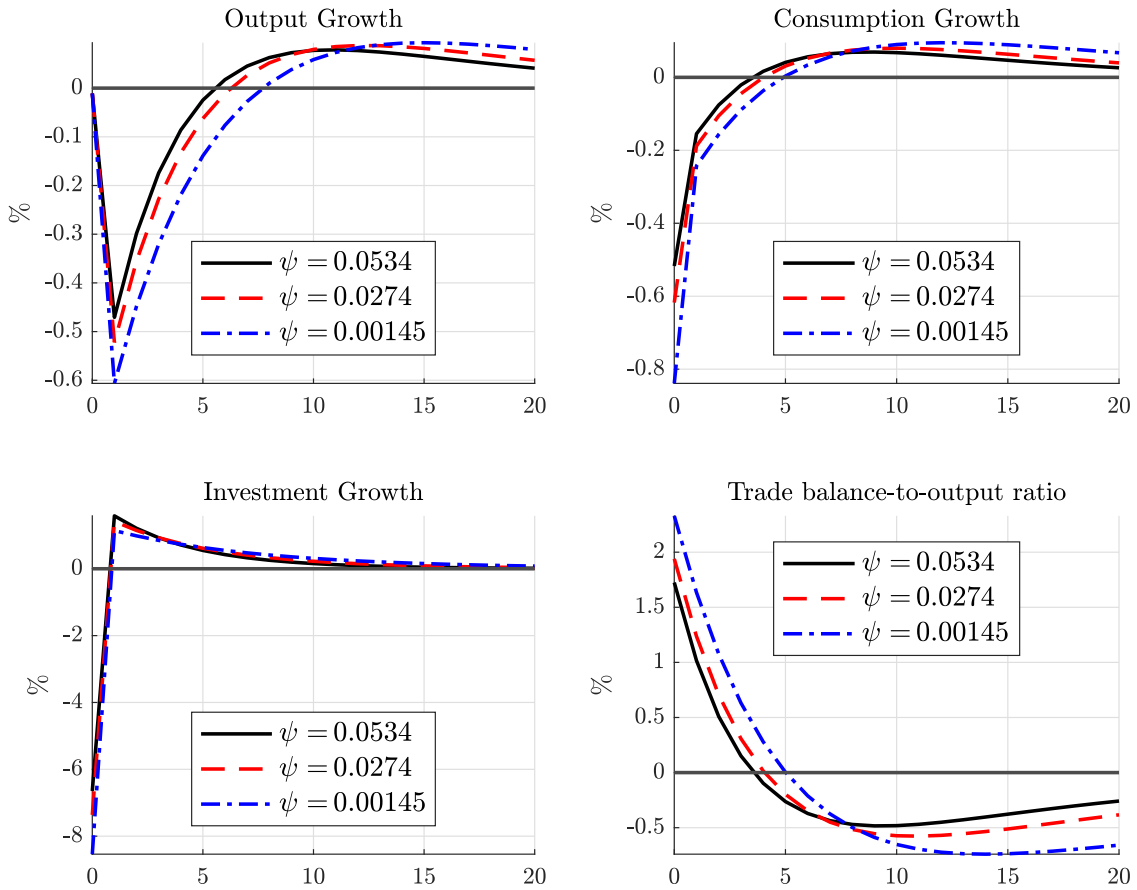 Output Growth
0
-0.1
-0.2
-0.3
-0.4
-0.5
-0.6
%
ψ = 0.0534
ψ = 0.0274
ψ = 0.00145
0 5 10 15 20
Consumption Growth
0
-0.2
-0.4
-0.6
-0.8
%
ψ = 0.0534
ψ = 0.0274
ψ = 0.00145
0 5 10 15 20
Investment Growth
0
-2
-4
-6
-8
%
ψ = 0.0534
ψ = 0.0274
ψ = 0.00145
0 5 10 15 20
Trade balance-to-output ratio
2
1.5
1
0.5
0
-0.5
%
ψ = 0.0534
ψ = 0.0274
ψ = 0.00145
0 5 10 15 20